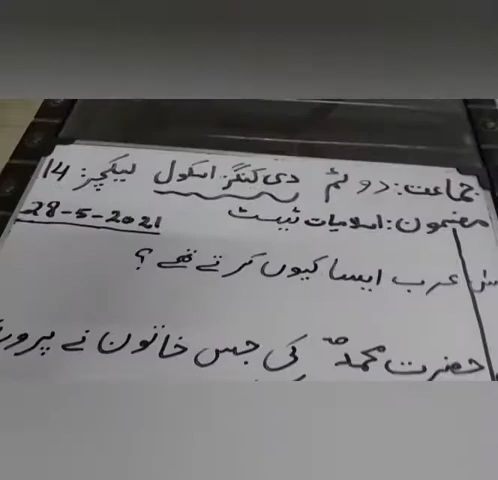 جماعت: دوئم دی کنگز اسکول لیکچر: 14
مضمون: اسلامیات ٹیسٹ 28-5-2021
عرب ایسا کیوں کرتے تھے؟
حضرت محمدؐ کی جس خاتون نے